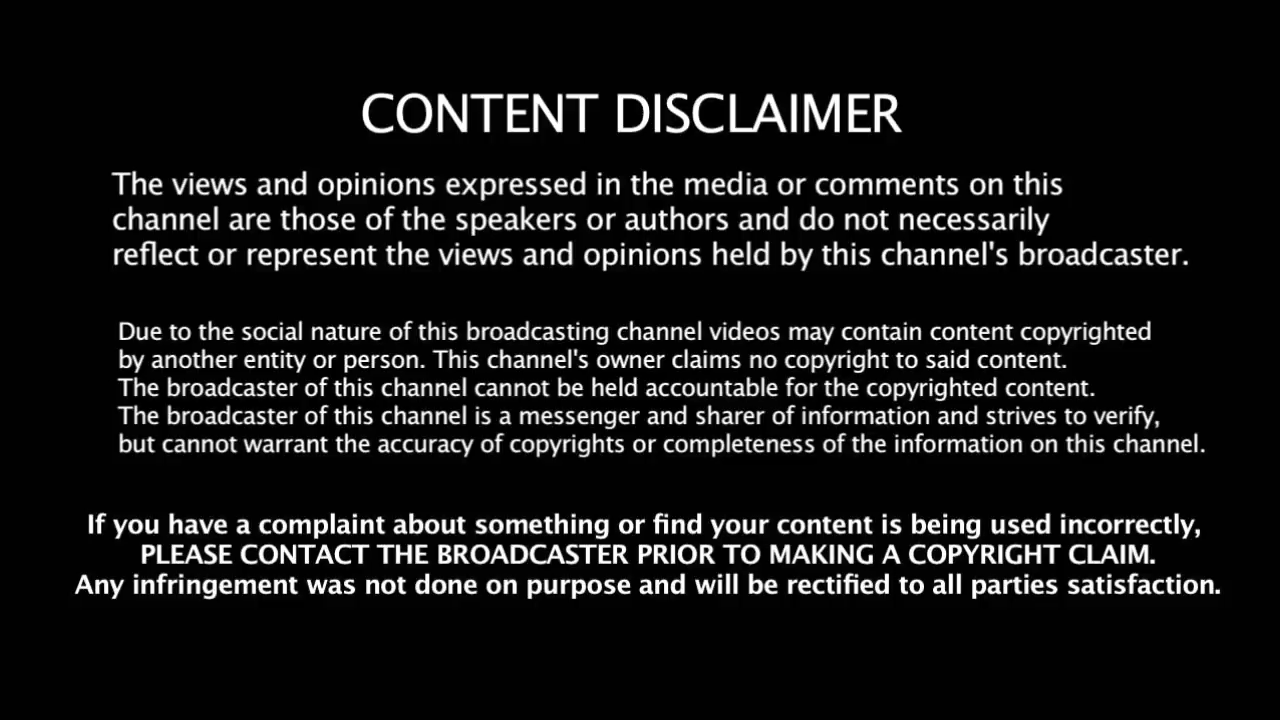 CONTENT DISCLAIMER
The views and opinions expressed in the media or comments on this
channel are those of the speakers or authors and do not necessarily
reflect or represent the views and opinions held by this channel's broadcaster.
Due to the social nature of this broadcasting channel videos may contain content copyrighted
by another entity or person. This channel's owner claims no copyright to said content.
The broadcaster of this channel cannot be held accountable for the copyrighted content.
The broadcaster of this channel is a messenger and sharer of information and strives to verify,
but cannot warrant the accuracy of copyrights or completeness of the information on this channel.
If you have a complaint about something or find your content is being used incorrectly,
PLEASE CONTACT THE BROADCASTER PRIOR TO MAKING A COPYRIGHT CLAIM.
Any infringement was not done on purpose and will be rectified to all parties satisfaction.